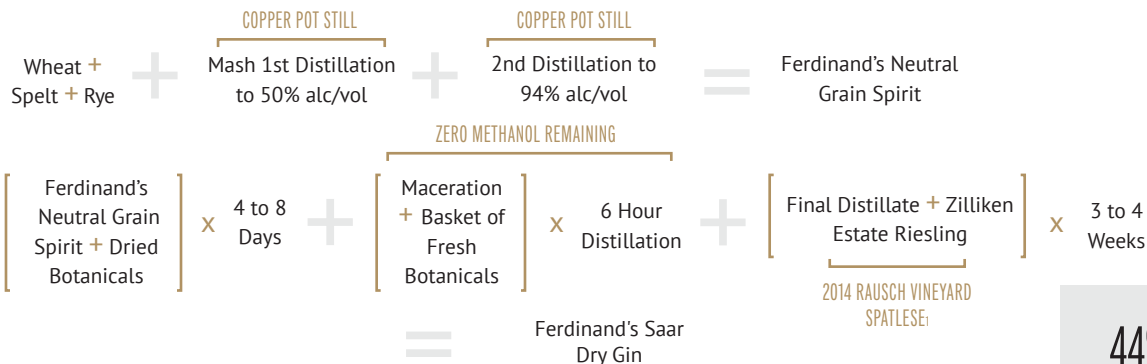 COPPER POT STILL
COPPER POT STILL
Wheat +
Spelt + Rye
+
Mash 1st Distillation
to 50% alc/vol
+
2nd Distillation to
94% alc/vol
=
Ferdinand’s Neutral
Grain Spirit
ZERO METHANOL REMAINING
Ferdinand’s
Neutral Grain
Spirit + Dried
Botanicals
x
4 to 8
Days
+
Maceration
+ Basket of
Fresh
Botanicals
x
6 Hour
Distillation
+
Final Distillate + Zilliken
Estate Riesling
x
3 to 4
Weeks
2014 RAUSCH VINEYARD
SPATLESE1
=
Ferdinand's Saar
Dry Gin
44